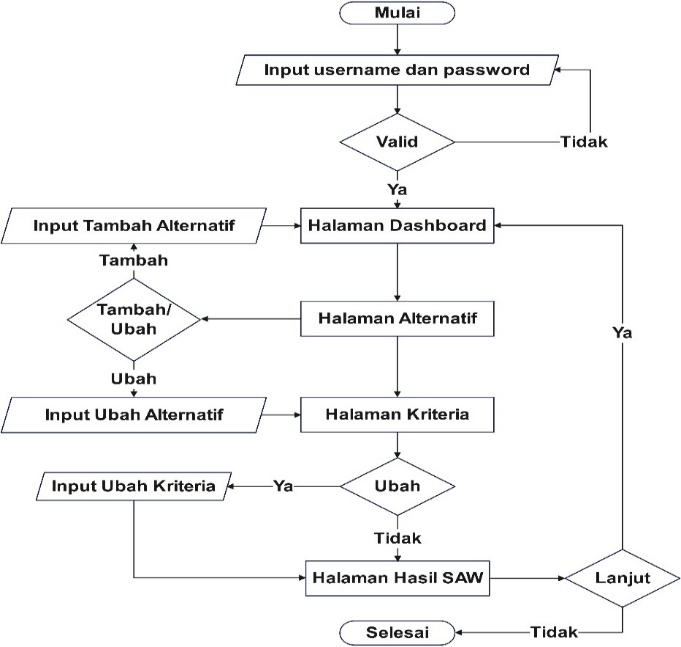 Mulai
Input username dan password
Valid
Tidak
Ya
Input Tambah Alternatif
Halaman Dashboard
Tambah
Tambah/
Ubah
Halaman Alternatif
Ya
Ubah
Input Ubah Alternatif
Halaman Kriteria
Input Ubah Kriteria
Ya
Ubah
Tidak
Halaman Hasil SAW
Lanjut
Selesai
Tidak